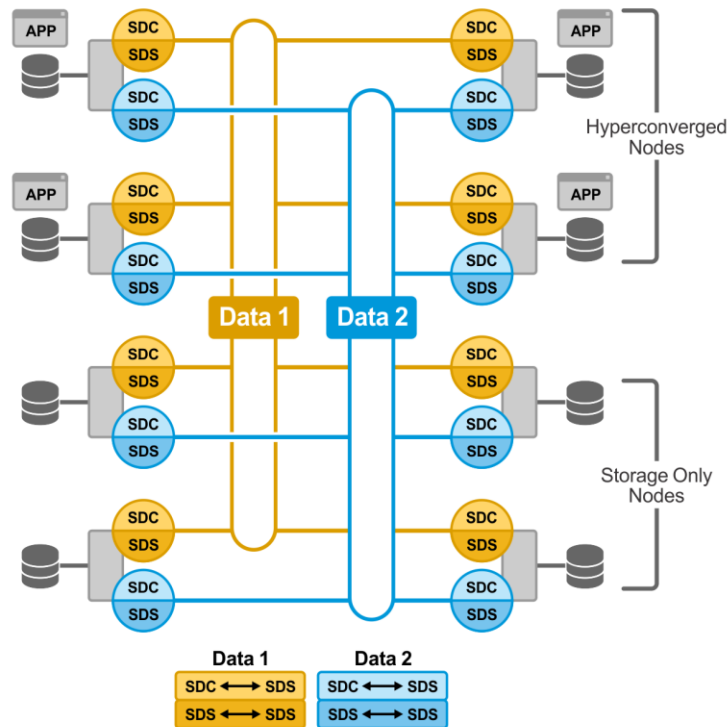 APP
SDC
SDS
SDC
SDS
SDC
SDS
APP
SDC
SDS
Hyperconverged
Nodes
APP
SDC
SDS
SDC
SDS
SDC
SDS
APP
SDC
SDS
Data 1
Data 2
SDC
SDS
SDC
SDS
SDC
SDS
SDC
SDS
Storage Only
Nodes
SDC
SDS
SDC
SDS
SDC
SDS
SDC
SDS
Data 1
Data 2
SDC ↔ SDS
SDC ↔ SDS
SDS ↔ SDS
SDS ↔ SDS